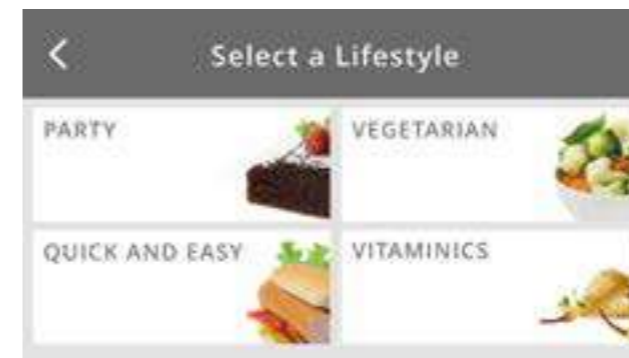 Select a Lifestyle
PARTY
VEGETARIAN
QUICK AND EASY
VITAMINICS